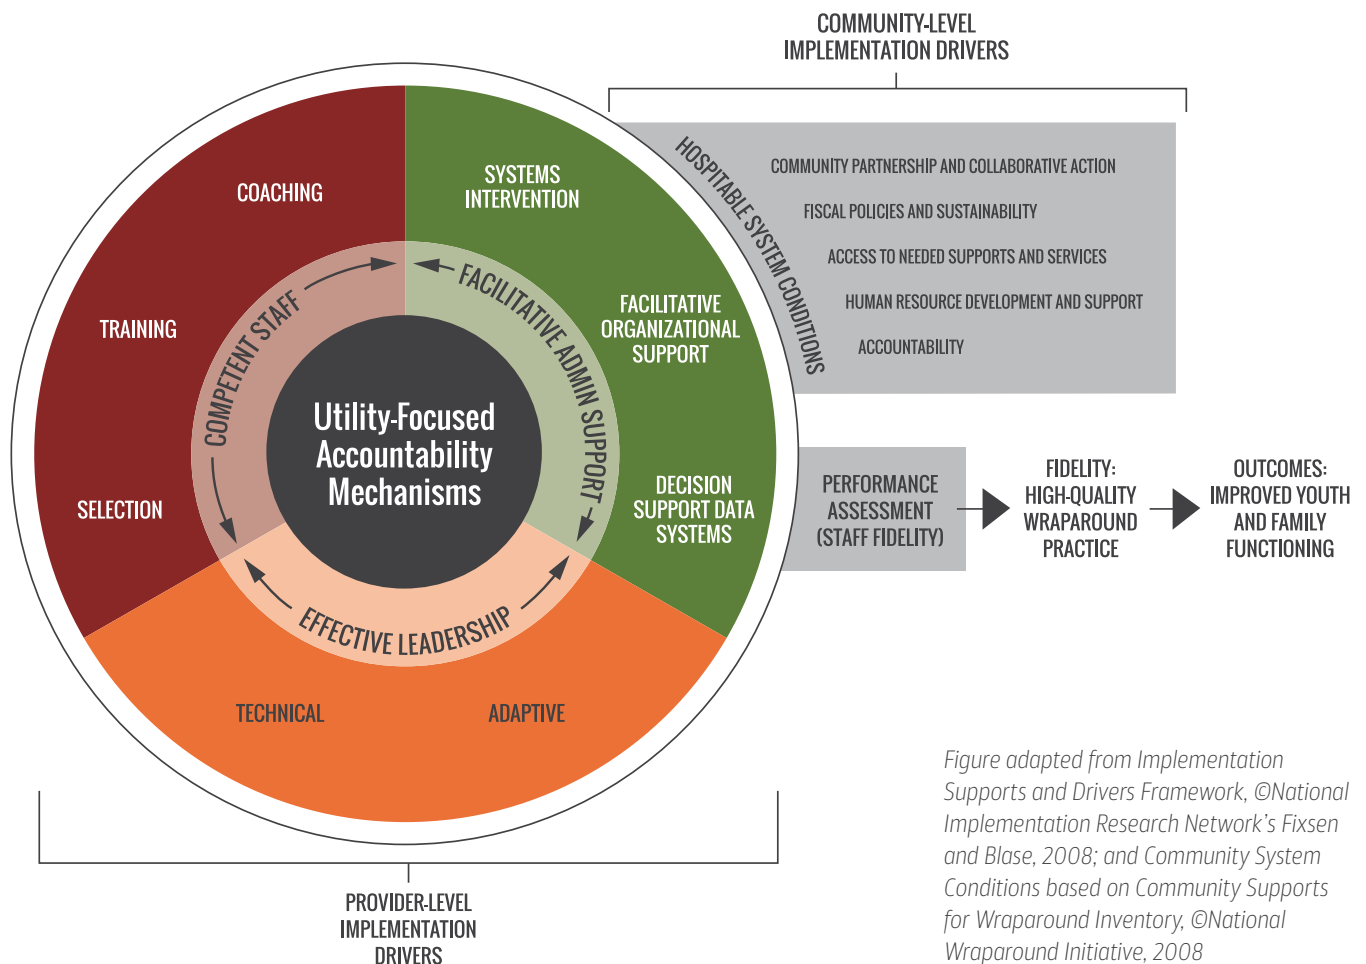 COMMUNITY-LEVEL
IMPLEMENTATION DRIVERS
COACHING
TRAINING
SELECTION
SYSTEMS
INTERVENTION
FACILITATIVE
ORGANIZATIONAL
SUPPORT
DECISION
SUPPORT DATA
SYSTEMS
TECHNICAL
ADAPTIVE
COMPETENT STAFF
FACILITATIVE ADMIN SUPPORT
EFFECTIVE LEADERSHIP
Utility-Focused
Accountability
Mechanisms
HOSPITABLE SYSTEM CONDITIONS
COMMUNITY PARTNERSHIP AND COLLABORATIVE ACTION
FISCAL POLICIES AND SUSTAINABILITY
ACCESS TO NEEDED SUPPORTS AND SERVICES
HUMAN RESOURCE DEVELOPMENT AND SUPPORT
ACCOUNTABILITY
PERFORMANCE
ASSESSMENT
(STAFF FIDELITY)
FIDELITY:
HIGH-QUALITY
WRAPAROUND
PRACTICE
OUTCOMES:
IMPROVED YOUTH
AND FAMILY
FUNCTIONING
PROVIDER-LEVEL
IMPLEMENTATION
DRIVERS
Figure adapted from Implementation
Supports and Drivers Framework, ©National
Implementation Research Network's Fixsen
and Blase, 2008; and Community System
Conditions based on Community Supports
for Wraparound Inventory, ©National
Wraparound Initiative, 2008